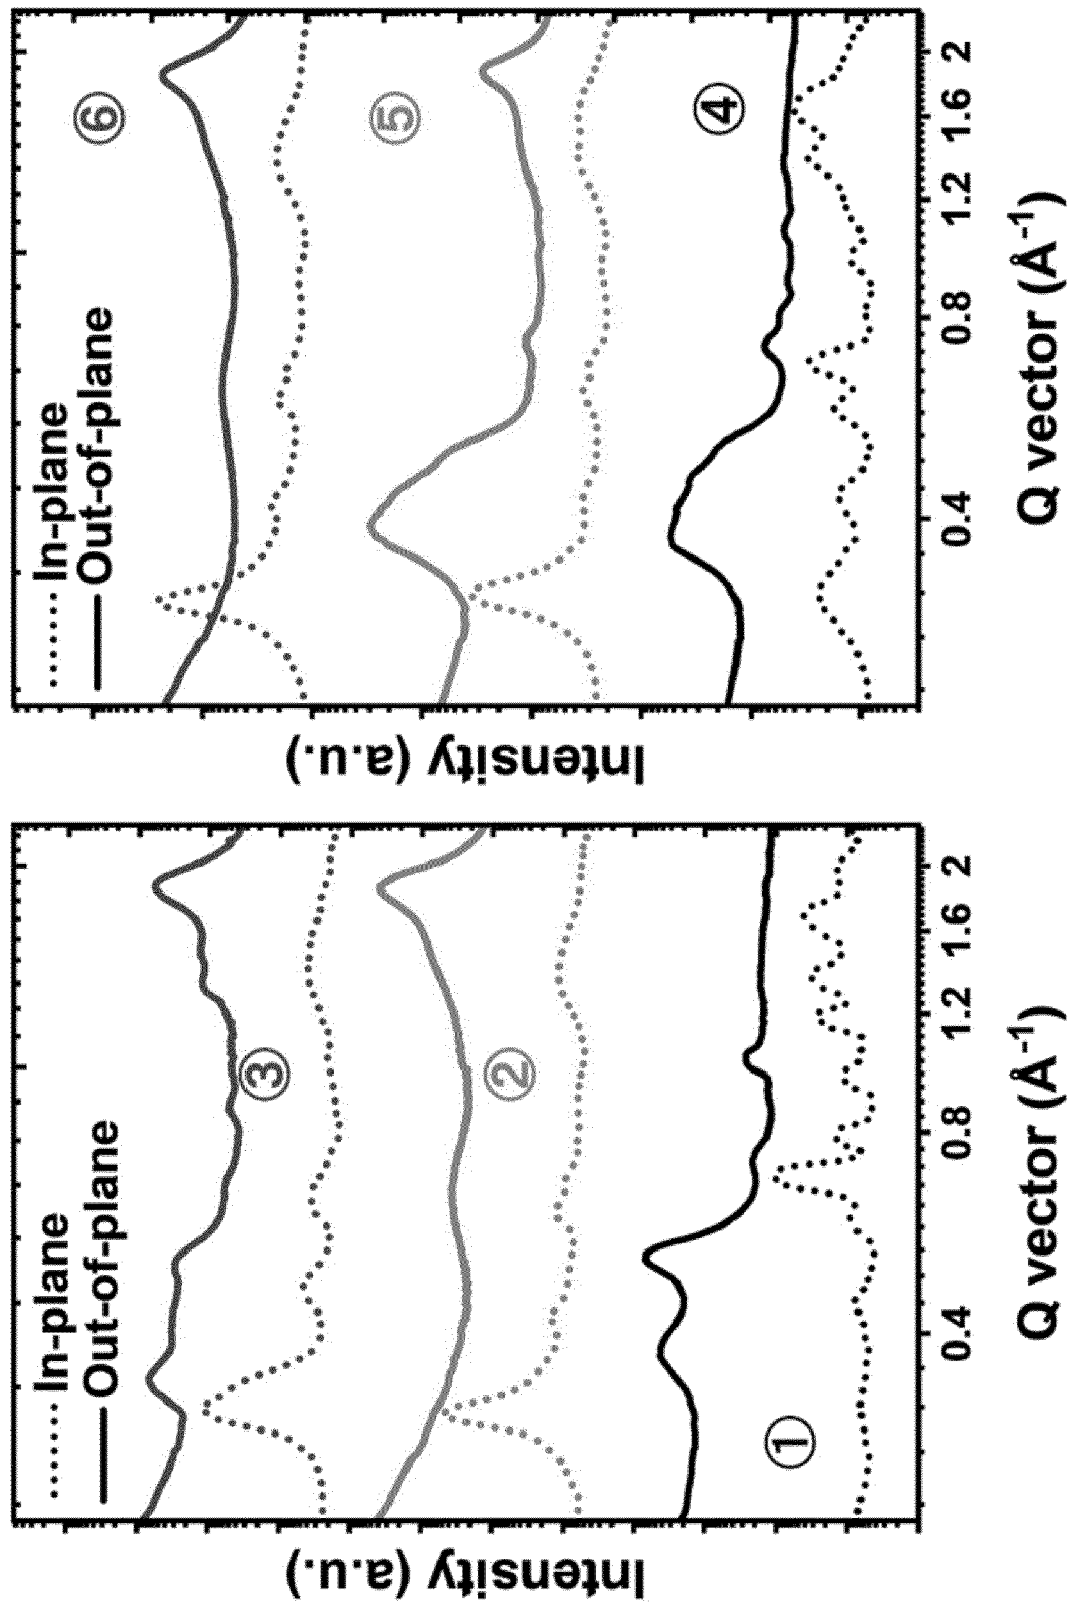 In-plane
Out-of-plane
③
②
①
Intensity (a.u.)
0.4 0.8 1.2 1.6 2
Q vector (Å⁻¹)
In-plane
Out-of-plane
⑥
⑤
④
Intensity (a.u.)
0.4 0.8 1.2 1.6 2
Q vector (Å⁻¹)